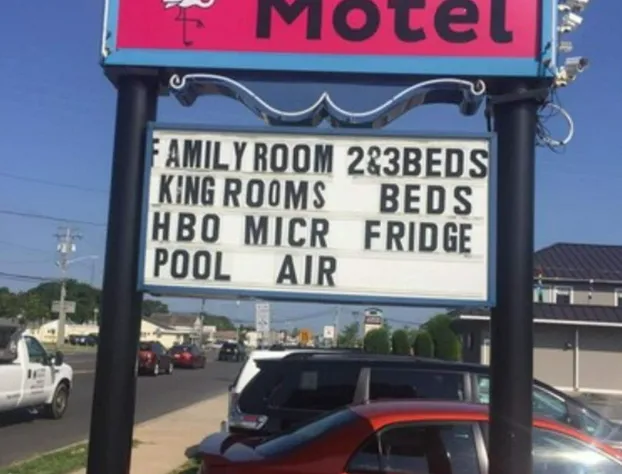 Motel
FAMILY ROOM 2&3BEDS
KING ROOMS BEDS
HBO MICR FRIDGE
POOL AIR